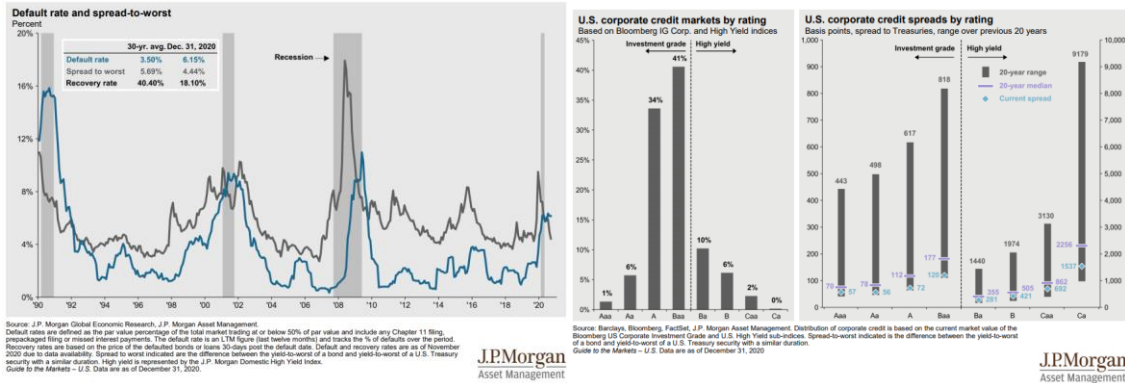 Default rate and spread-to-worst
Percent
20%
16%
12%
8%
4%
0%
30-yr. avg. Dec. 31, 2020
Default rate 3.50% 6.15%
Spread to worst 5.69% 4.44%
Recovery rate 40.40% 18.10%
Recession
'90 '92 '94 '96 '98 '00 '02 '04 '06 '08 '10 '12 '14 '16 '18 '20
Source: J.P. Morgan Global Economic Research, J.P. Morgan Asset Management.
Default rates are defined as the par value percentage of the total market trading at or below 50% of par value and include any Chapter 11 filing,
prepackaged filing or missed interest payments. The default rate is an LTM figure (last twelve months) and tracks the % of defaults over the period.
Recovery rates are based on the price of the defaulted bonds or loans 30-days post the default date. Default and recovery rates are as of November
2020 due to data availability. Spread to worst indicated are the difference between the yield-to-worst of a bond and yield-to-worst of a U.S. Treasury
security with a similar duration. High yield is represented by the J.P. Morgan Domestic High Yield Index.
Guide to the Markets – U.S. Data are as of December 31, 2020.
J.P.Morgan
Asset Management
U.S. corporate credit markets by rating
Based on Bloomberg IG Corp. and High Yield indices
45%
40%
35%
30%
25%
20%
15%
10%
5%
0%
Investment grade High yield
1% 6% 34% 41% 10% 6% 2% 0%
Aaa Aa A Baa Ba B Caa Ca
U.S. corporate credit spreads by rating
Basis points, spread to Treasuries, range over previous 20 years
1,000
900
800
700
600
500
400
300
200
100
0
Investment grade High yield
20-year range
20-year median
Current spread
443 498 617 818 1440 1974 3130 9179
70 78 112 177 355 505 862 2256
57 56 72 120 281 421 692 1537
Aaa Aa A Baa Ba B Caa Ca
10,000
9,000
8,000
7,000
6,000
5,000
4,000
3,000
2,000
1,000
0
Source: Barclays, Bloomberg, FactSet, J.P. Morgan Asset Management. Distribution of corporate credit is based on the current market value of the
Bloomberg US Corporate Investment Grade and U.S. High Yield sub-indices. Spread-to-worst indicated is the difference between the yield-to-worst
of a bond and yield-to-worst of a U.S. Treasury security with a similar duration.
Guide to the Markets – U.S. Data are as of December 31, 2020
J.P.Morgan
Asset Management